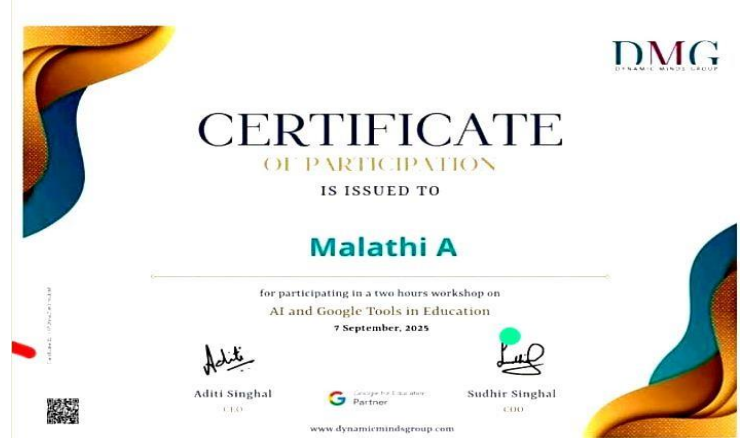 DMG
DYNAMIC MINDS GROUP
CERTIFICATE
OF PARTICIPATION
IS ISSUED TO
Malathi A
for participating in a two hours workshop on
AI and Google Tools in Education
7 September, 2025
Aditi
Aditi Singhal
CEO
Google for Education
Partner
Sudhir Singhal
COO
www.dynamicmindsgroup.com